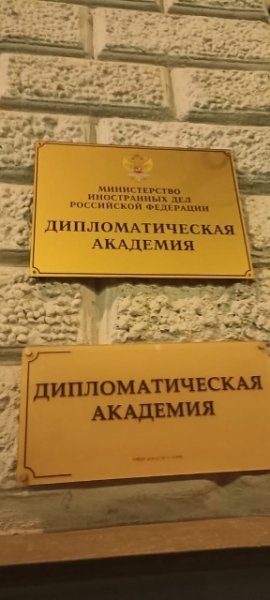 МИНИСТЕРСТВО
ИНОСТРАННЫХ ДЕЛ
РОССИЙСКОЙ ФЕДЕРАЦИИ
ДИПЛОМАТИЧЕСКАЯ
АКАДЕМИЯ
ДИПЛОМАТИЧЕСКАЯ
АКАДЕМИЯ